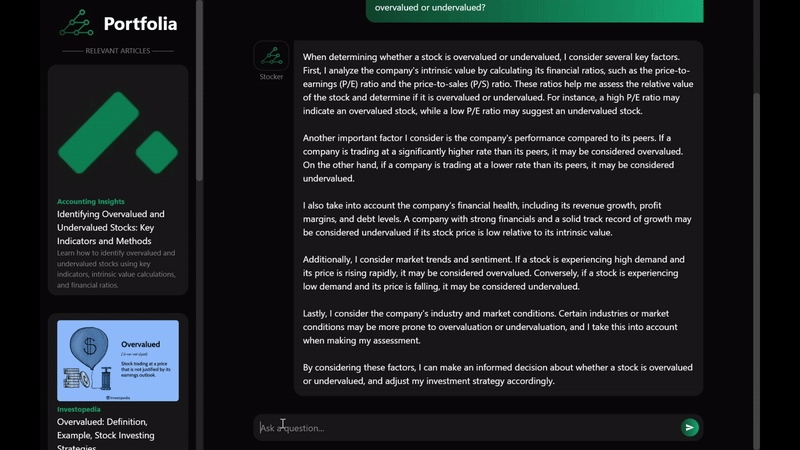 Portfolia
RELEVANT ARTICLES
Accounting Insights
Identifying Overvalued and
Undervalued Stocks: Key
Indicators and Methods
Learn how to identify overvalued and
undervalued stocks using key
indicators, intrinsic value calculations,
and financial ratios.
$
Overvalued
Stock trading at a price
that is not justified by its
earnings outlook.
Investopedia
Investopedia
Overvalued: Definition,
Example, Stock Investing
Strategies
overvalued or undervalued?
Stocker
When determining whether a stock is overvalued or undervalued, I consider several key factors.
First, I analyze the company's intrinsic value by calculating its financial ratios, such as the price-to-
earnings (P/E) ratio and the price-to-sales (P/S) ratio. These ratios help me assess the relative value
of the stock and determine if it is overvalued or undervalued. For instance, a high P/E ratio may
indicate an overvalued stock, while a low P/E ratio may suggest an undervalued stock.
Another important factor I consider is the company's performance compared to its peers. If a
company is trading at a significantly higher rate than its peers, it may be considered overvalued.
On the other hand, if a company is trading at a lower rate than its peers, it may be considered
undervalued.
I also take into account the company's financial health, including its revenue growth, profit
margins, and debt levels. A company with strong financials and a solid track record of growth may
be considered undervalued if its stock price is low relative to its intrinsic value.
Additionally, I consider market trends and sentiment. If a stock is experiencing high demand and
its price is rising rapidly, it may be considered overvalued. Conversely, if a stock is experiencing
low demand and its price is falling, it may be considered undervalued.
Lastly, I consider the company's industry and market conditions. Certain industries or market
conditions may be more prone to overvaluation or undervaluation, and I take this into account
when making my assessment.
By considering these factors, I can make an informed decision about whether a stock is overvalued
or undervalued, and adjust my investment strategy accordingly.
Ask a question...